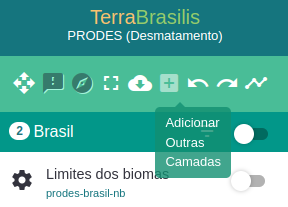 TerraBrasilis
PRODES (Desmatamento)
Adicionar
Outras
Camadas
2 Brasil
Limites dos biomas
prodes-brasil-nb